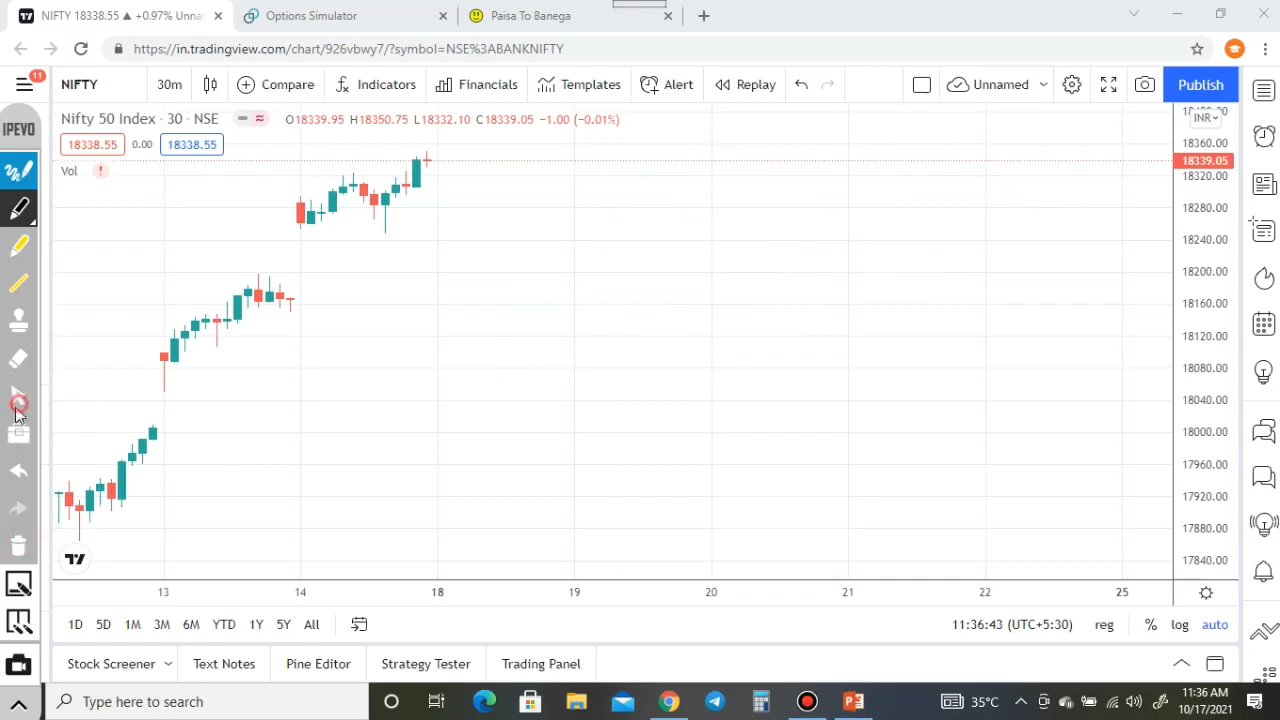 NIFTY 18338.55 ▲ +0.97% Unna
Options Simulator
Paisa To Banega
https://in.tradingview.com/chart/926vbwy7/?symbol=NSE%3ABANKNIFTY
11
NIFTY
30m
Compare
Indicators
Financials
Templates
Alert
Replay
Unnamed
Publish
IPEVO
Nifty 50 Index · 30 · NSE
O18339.95 H18350.75 L18332.10 C18339.05 −1.00 (−0.01%)
INR
18338.55 0.00 18338.55
Vol
18360.00
18339.05
18320.00
18280.00
18240.00
18200.00
18160.00
18120.00
18080.00
18040.00
18000.00
17960.00
17920.00
17880.00
17840.00
13 14 18 19 20 21 22 25
1D 5D 1M 3M 6M YTD 1Y 5Y All
11:36:43 (UTC+5:30) reg % log auto
Stock Screener Text Notes Pine Editor Strategy Tester Trading Panel
Type here to search
35°C
11:36 AM
10/17/2021